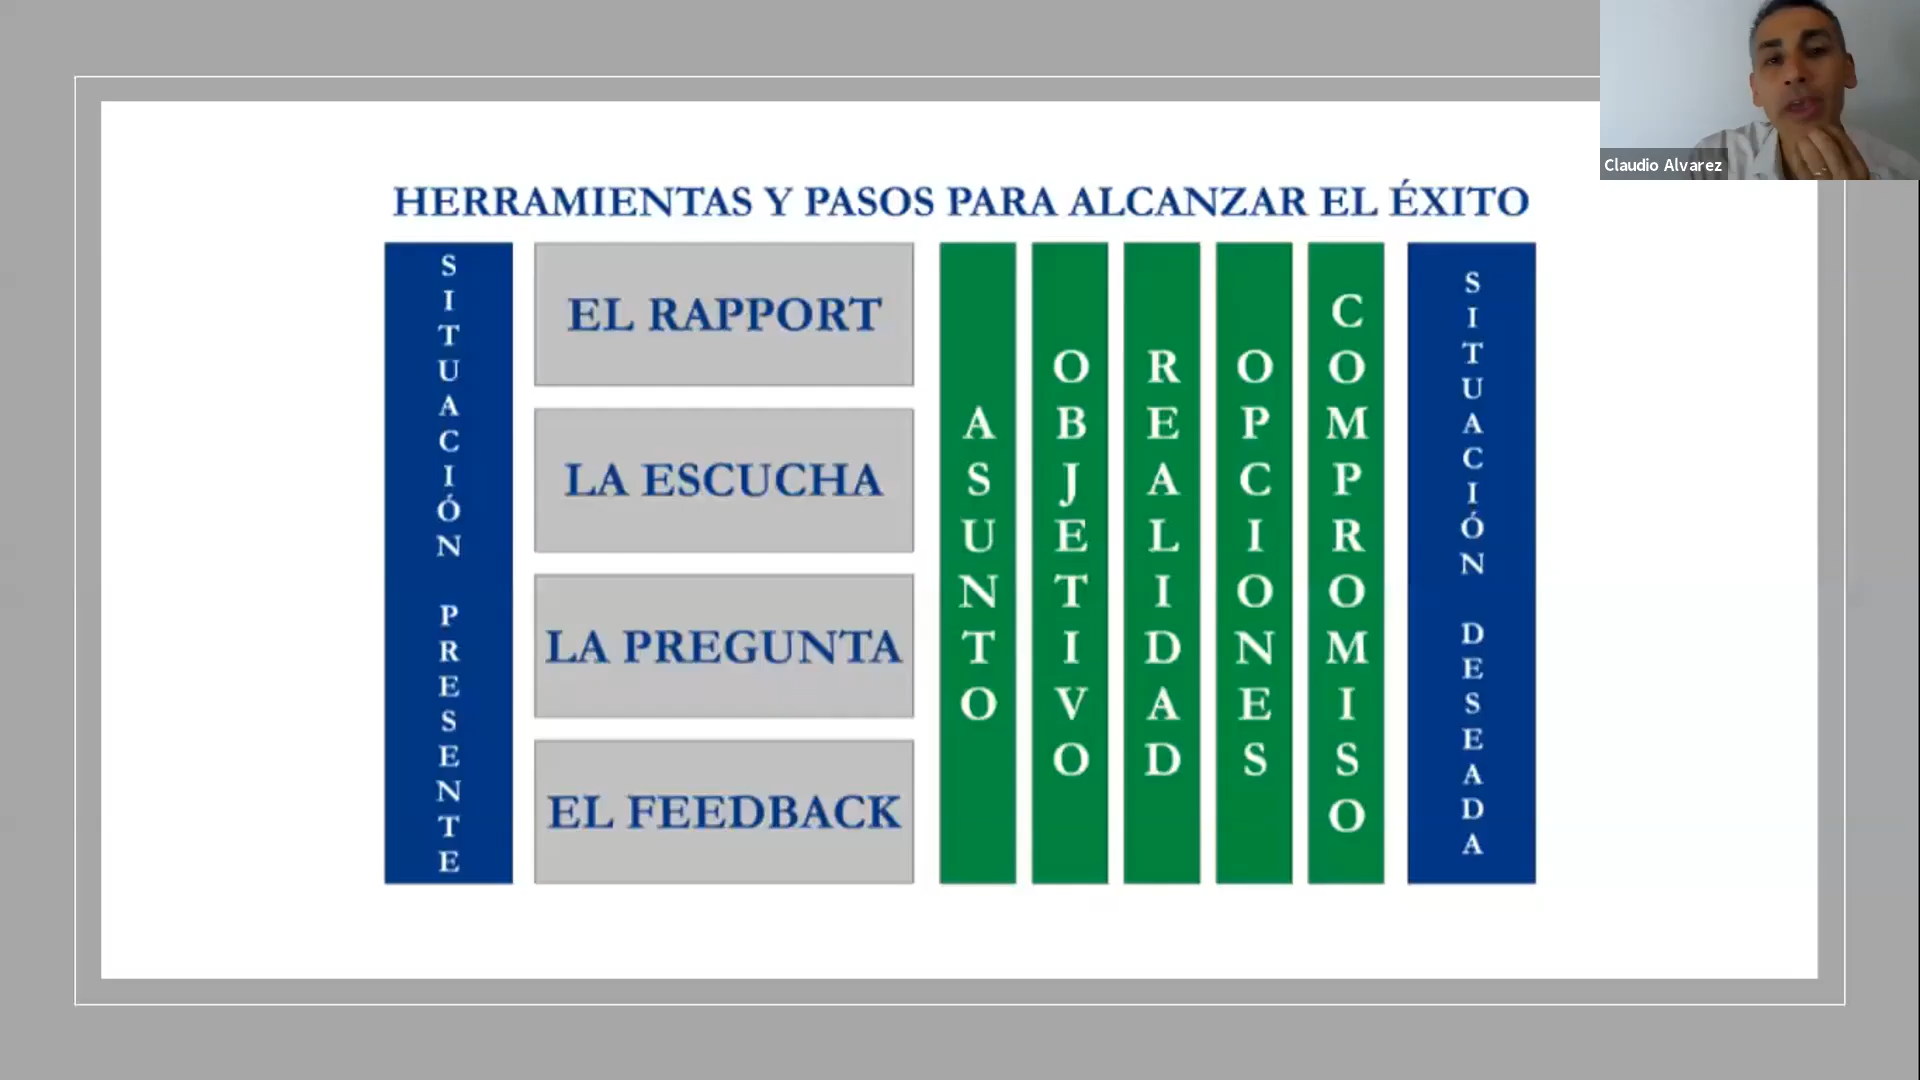 Claudio Alvarez
HERRAMIENTAS Y PASOS PARA ALCANZAR EL ÉXITO
SITUACIÓN PRESENTE
EL RAPPORT
LA ESCUCHA
LA PREGUNTA
EL FEEDBACK
ASUNTO
OBJETIVO
REALIDAD
OPCIONES
COMPROMISO
SITUACIÓN DESEADA